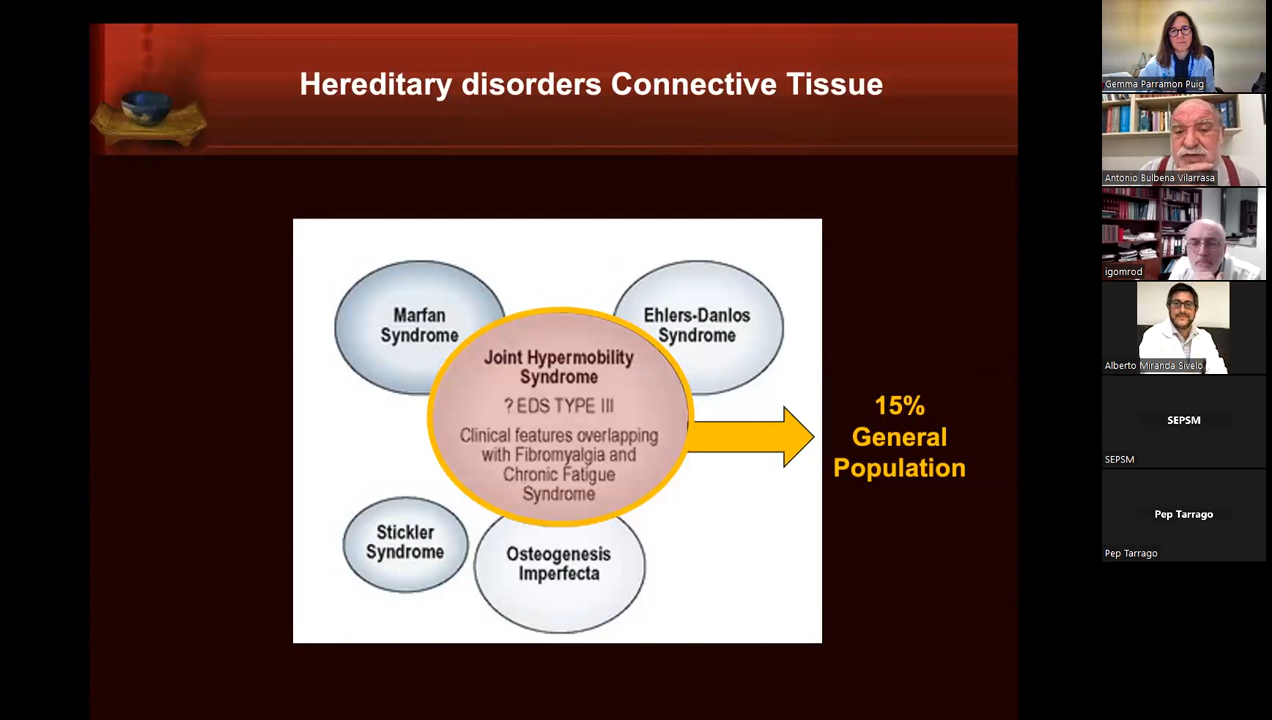 Hereditary disorders Connective Tissue
Marfan
Syndrome
Ehlers-Danlos
Syndrome
Joint Hypermobility
Syndrome
? EDS TYPE III
Clinical features overlapping
with Fibromyalgia and
Chronic Fatigue
Syndrome
Stickler
Syndrome
Osteogenesis
Imperfecta
15%
General
Population
Gemma Parramon Puig
Antonio Bulbena Vilarrasa
igomrod
Alberto Miranda Sivelo
SEPSM
SEPSM
Pep Tarrago
Pep Tarrago